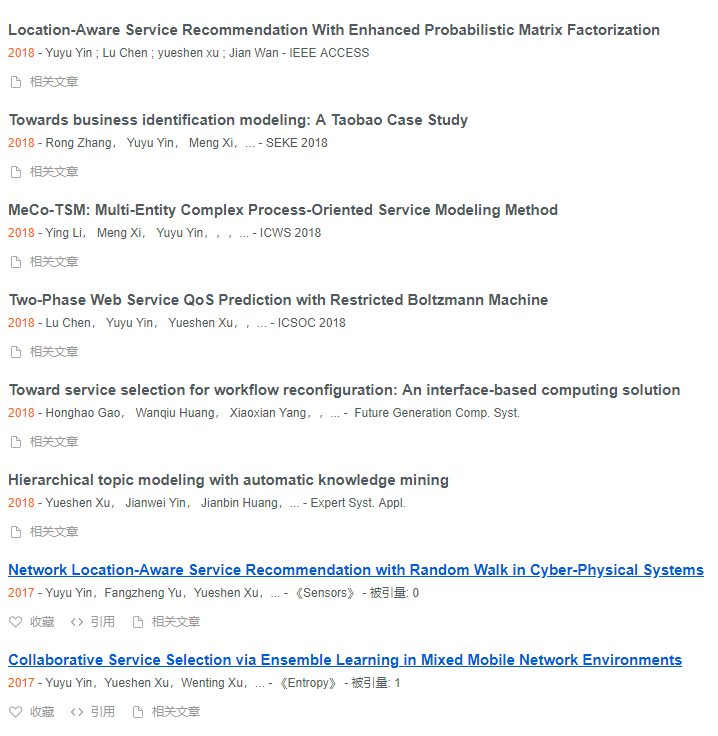 Location-Aware Service Recommendation With Enhanced Probabilistic Matrix Factorization
2018 - Yuyu Yin ; Lu Chen ; yueshen xu ; Jian Wan - IEEE ACCESS
相关文章
Towards business identification modeling: A Taobao Case Study
2018 - Rong Zhang， Yuyu Yin， Meng Xi，... - SEKE 2018
相关文章
MeCo-TSM: Multi-Entity Complex Process-Oriented Service Modeling Method
2018 - Ying Li， Meng Xi， Yuyu Yin，，，... - ICWS 2018
相关文章
Two-Phase Web Service QoS Prediction with Restricted Boltzmann Machine
2018 - Lu Chen， Yuyu Yin， Yueshen Xu，，... - ICSOC 2018
相关文章
Toward service selection for workflow reconfiguration: An interface-based computing solution
2018 - Honghao Gao， Wanqiu Huang， Xiaoxian Yang，，... - Future Generation Comp. Syst.
相关文章
Hierarchical topic modeling with automatic knowledge mining
2018 - Yueshen Xu， Jianwei Yin， Jianbin Huang，... - Expert Syst. Appl.
相关文章
Network Location-Aware Service Recommendation with Random Walk in Cyber-Physical Systems
2017 - Yuyu Yin，Fangzheng Yu，Yueshen Xu，... - 《Sensors》 - 被引量: 0
收藏 引用 相关文章
Collaborative Service Selection via Ensemble Learning in Mixed Mobile Network Environments
2017 - Yuyu Yin，Yueshen Xu，Wenting Xu，... - 《Entropy》 - 被引量: 1
收藏 引用 相关文章